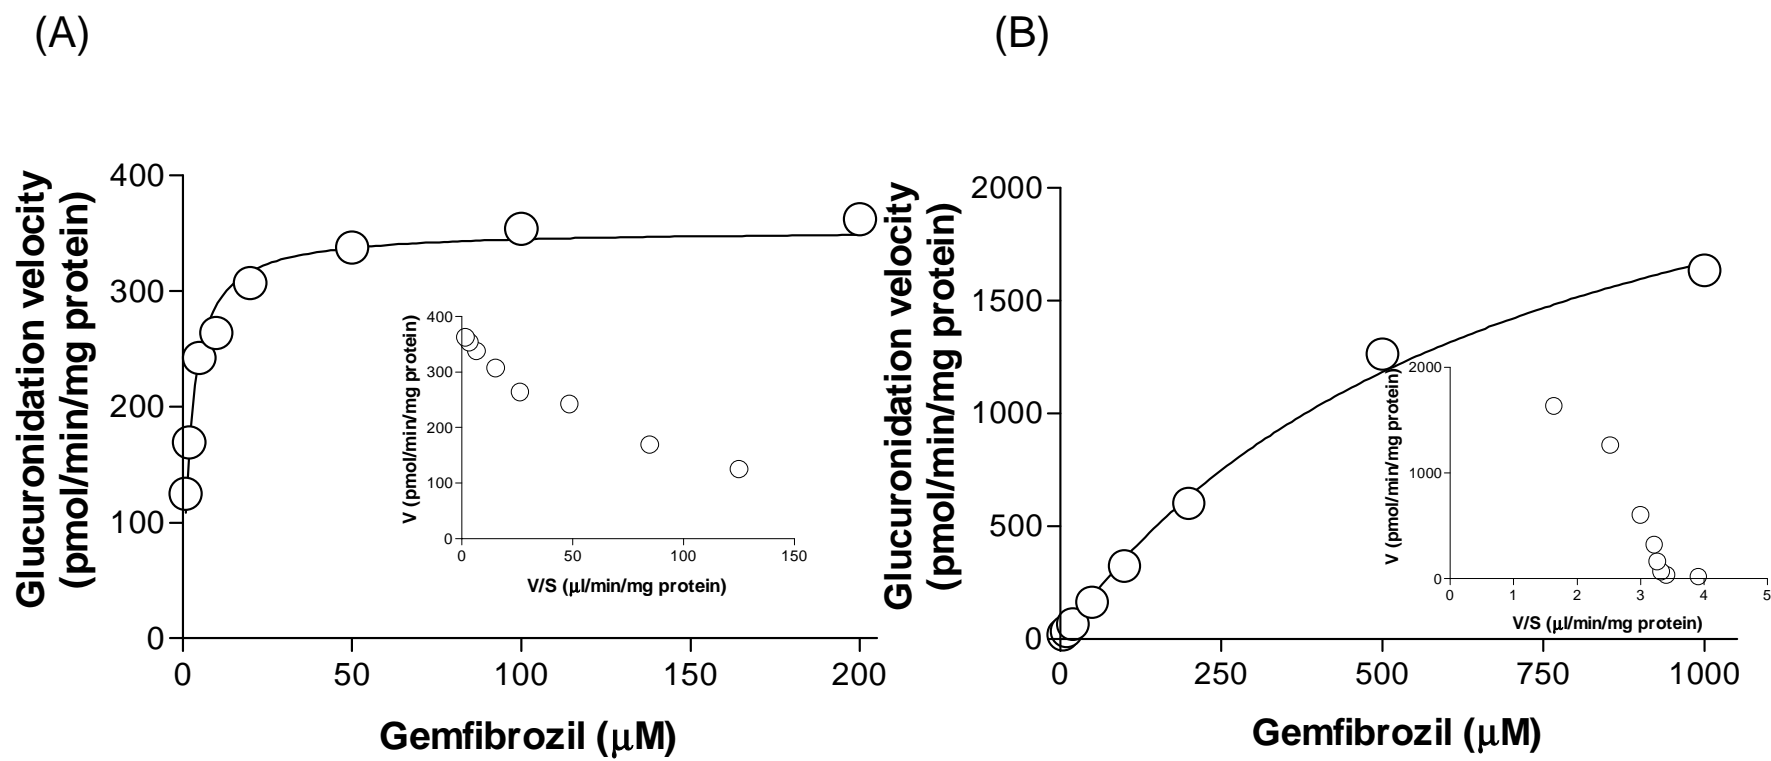 (A)
Glucuronidation velocity
(pmol/min/mg protein)
400
300
200
100
0
0 50 100 150 200
Gemfibrozil (μM)
V (pmol/min/mg protein)
400
300
200
100
0
0 50 100 150
V/S (μl/min/mg protein)
(B)
Glucuronidation velocity
(pmol/min/mg protein)
2000
1500
1000
500
0
0 250 500 750 1000
Gemfibrozil (μM)
V (pmol/min/mg protein)
2000
1000
0
0 1 2 3 4 5
V/S (μl/min/mg protein)